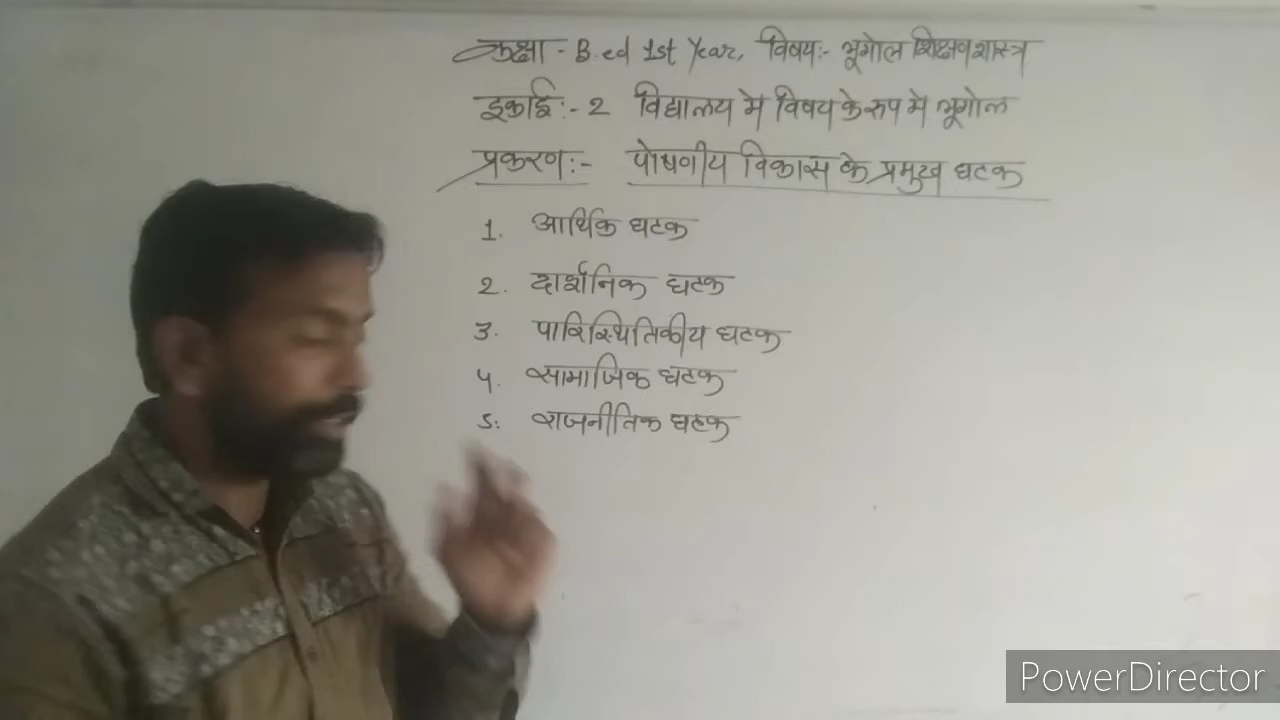 कक्षा - B.ed 1st Year, विषय:- भूगोल शिक्षण शास्त्र
इकाई:- 2 विद्यालय मे विषय के रुप मे भूगोल
प्रकरण:- पोषणीय विकास के प्रमुख घटक
1. आर्थिक घटक
2. दार्शनिक घटक
3. पारिस्थितिकीय घटक
4. सामाजिक घटक
5. राजनीतिक घटक
PowerDirector